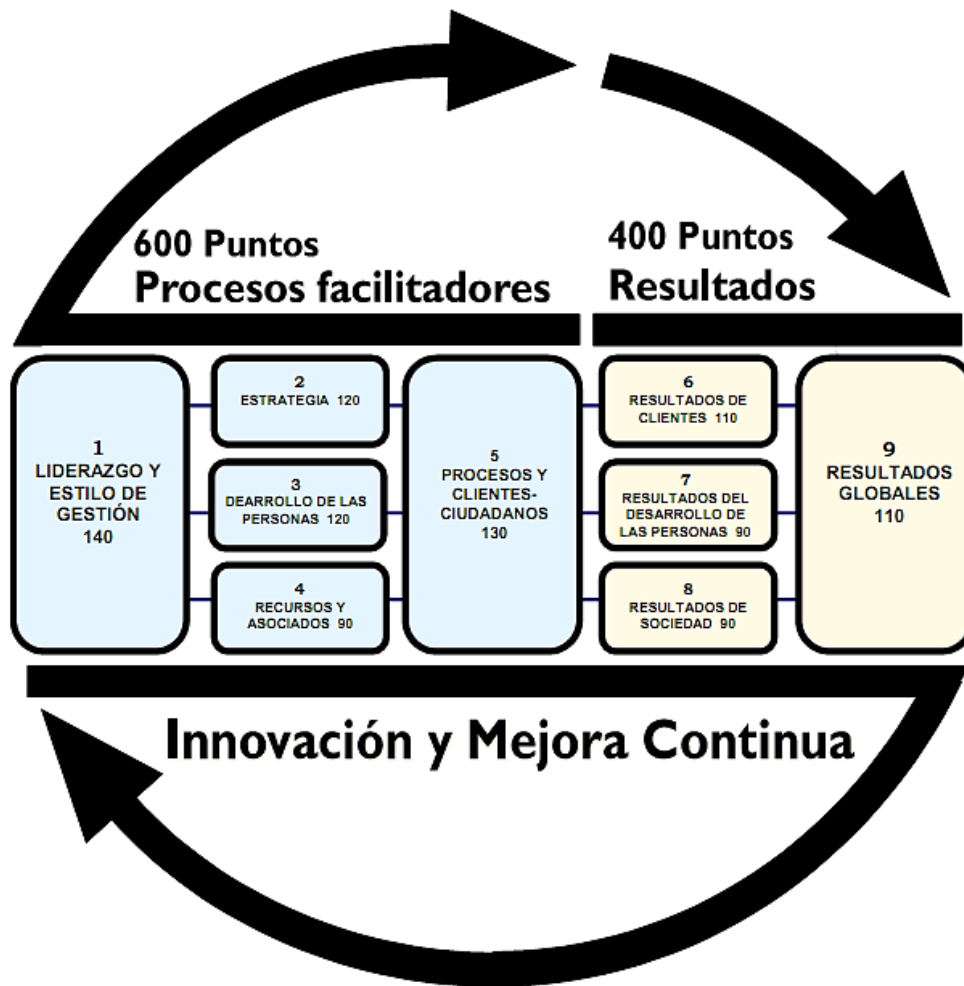 600 Puntos
Procesos facilitadores
400 Puntos
Resultados
1
LIDERAZGO Y
ESTILO DE
GESTIÓN
140
2
ESTRATEGIA 120
3
DEARROLLO DE LAS
PERSONAS 120
4
RECURSOS Y
ASOCIADOS 90
5
PROCESOS Y
CLIENTES-
CIUDADANOS
130
6
RESULTADOS DE
CLIENTES 110
7
RESULTADOS DEL
DESARROLLO DE
LAS PERSONAS 90
8
RESULTADOS DE
SOCIEDAD 90
9
RESULTADOS
GLOBALES
110
Innovación y Mejora Continua